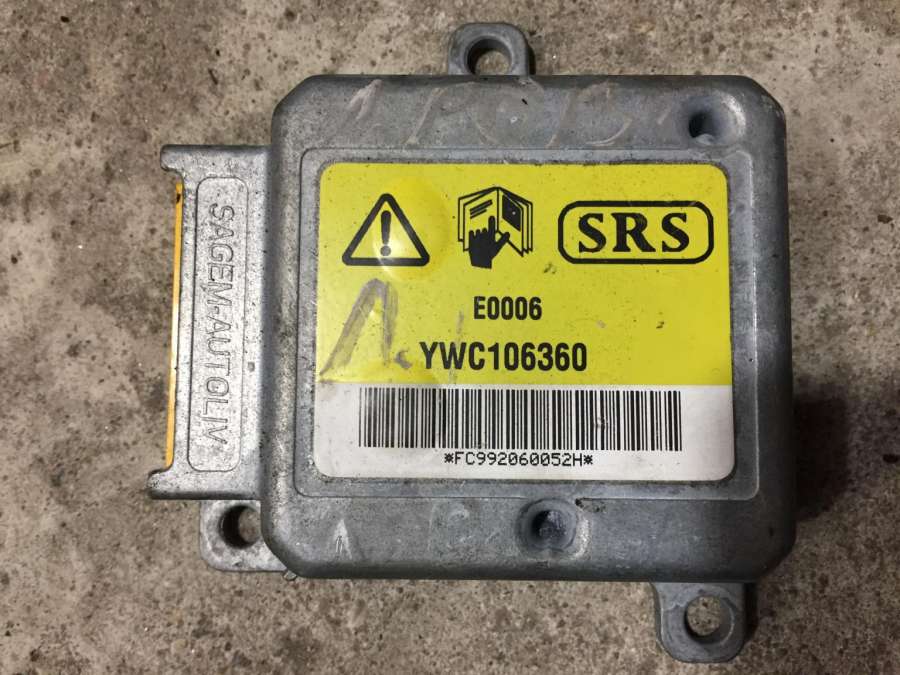 SAGEM-AUTOLIV
SRS
E0006
YWC106360
*FC992060052H*